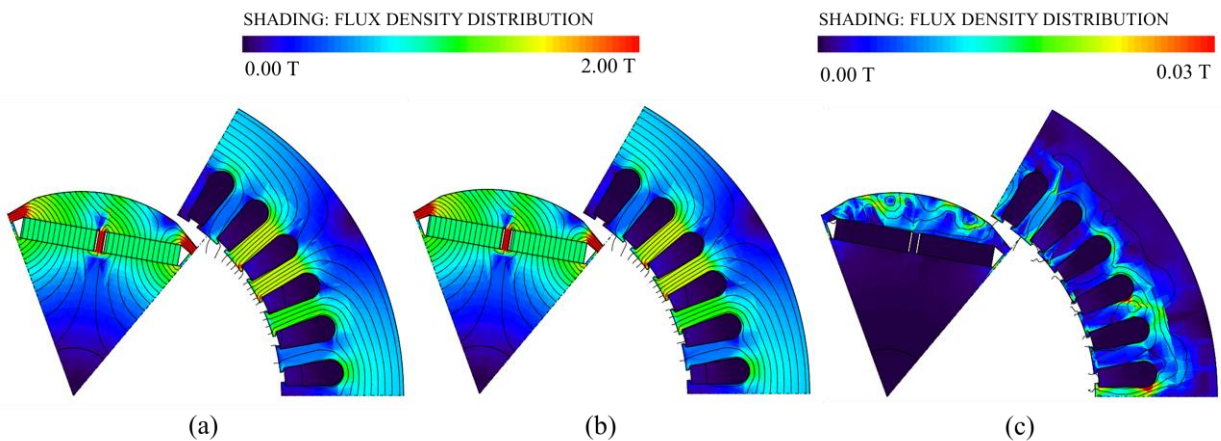 SHADING: FLUX DENSITY DISTRIBUTION
0.00 T 2.00 T
SHADING: FLUX DENSITY DISTRIBUTION
0.00 T 0.03 T
(a)
(b)
(c)